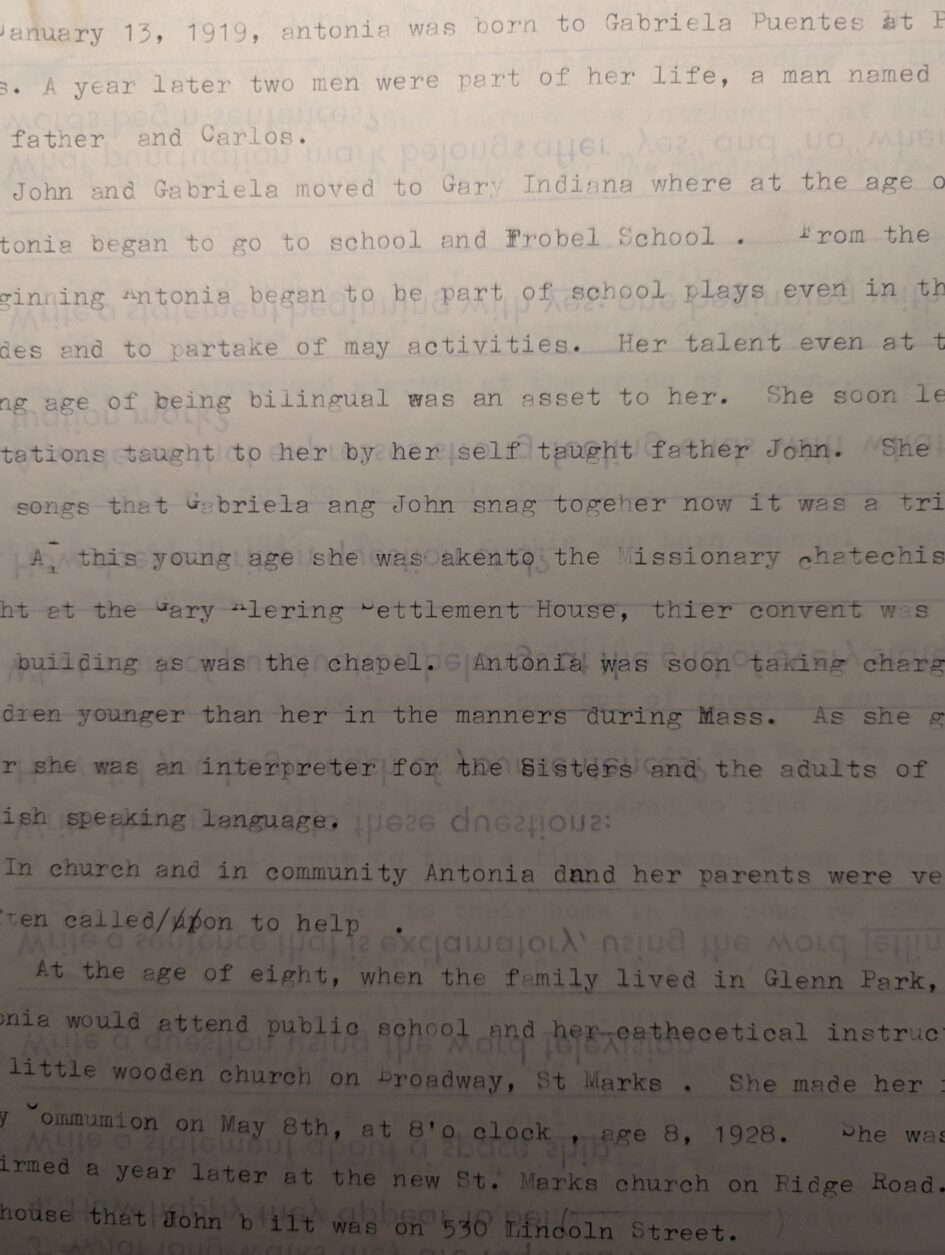 January 13, 1919, antonia was born to Gabriela Puentes at P
s. A year later two men were part of her life, a man named
father and Carlos.
John and Gabriela moved to Gary Indiana where at the age o
tonia began to go to school and Frobel School . From the
ginning Antonia began to be part of school plays even in th
des and to partake of may activities. Her talent even at t
ng age of being bilingual was an asset to her. She soon le
tations taught to her by her self taught father John. She
songs that Gabriela ang John snag togeher now it was a tri
At this young age she was akento the Missionary chatechis
ht at the Gary Alering Settlement House, thier convent was
building as was the chapel. Antonia was soon taking charg
dren younger than her in the manners during Mass. As she g
r she was an interpreter for the Sisters and the adults of
ish speaking language.
In church and in community Antonia dand her parents were ve
ften called/upon to help .
At the age of eight, when the family lived in Glenn Park,
onia would attend public school and her cathecetical instruc
little wooden church on Broadway, St Marks . She made her
y Commumion on May 8th, at 8'o clock , age 8, 1928. She was
irmed a year later at the new St. Marks church on Ridge Road.
house that John b ilt was on 530 Lincoln Street.